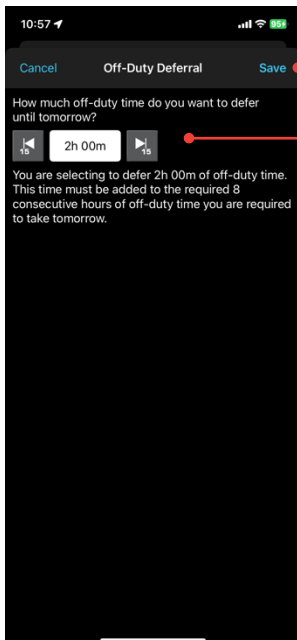 10:57
95
Cancel Off-Duty Deferral Save
How much off-duty time do you want to defer
until tomorrow?
15 2h 00m 15
You are selecting to defer 2h 00m of off-duty time.
This time must be added to the required 8
consecutive hours of off-duty time you are required
to take tomorrow.